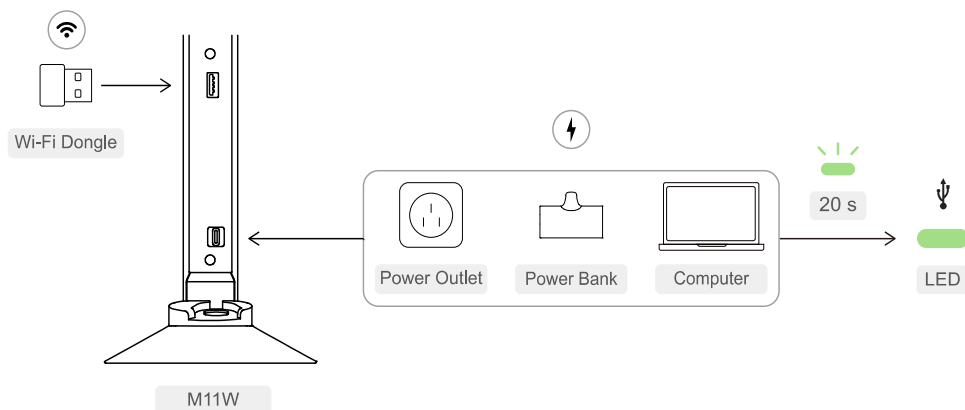 Wi-Fi Dongle
20 s
Power Outlet
Power Bank
Computer
LED
M11W